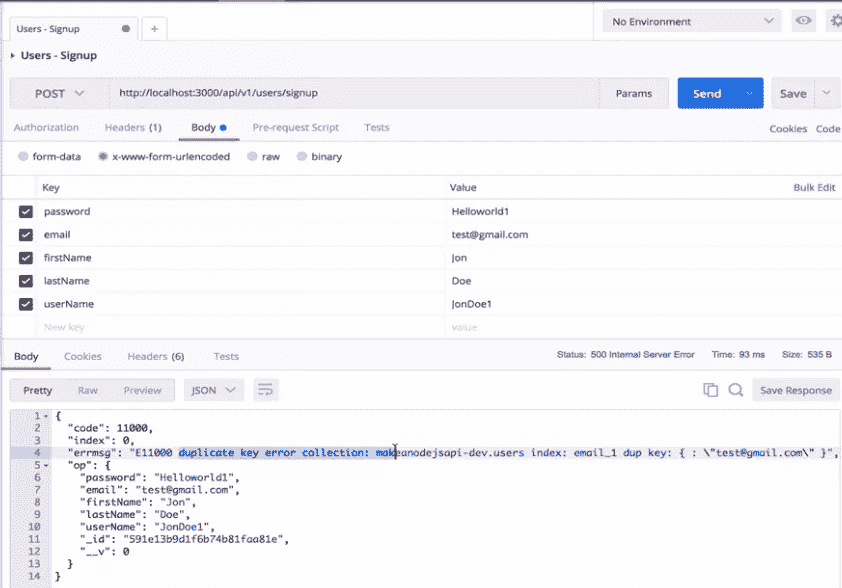 Users - Signup
+
No Environment
Users - Signup
POST http://localhost:3000/api/v1/users/signup Params Send Save
Authorization Headers (1) Body Pre-request Script Tests Cookies Code
form-data x-www-form-urlencoded raw binary
Key Value Bulk Edit
password Helloworld1
email test@gmail.com
firstName Jon
lastName Doe
userName JonDoe1
New key value
Body Cookies Headers (6) Tests Status: 500 Internal Server Error Time: 93 ms Size: 535 B
Pretty Raw Preview JSON Save Response
1 {
2 "code": 11000,
3 "index": 0,
4 "errmsg": "E11000 duplicate key error collection: makeanodejsapi-dev.users index: email_1 dup key: { : \"test@gmail.com\" }",
5 "op": {
6 "password": "Helloworld1",
7 "email": "test@gmail.com",
8 "firstName": "Jon",
9 "lastName": "Doe",
10 "userName": "JonDoe1",
11 "_id": "591e13b9d1f6b74b81faa81e",
12 "__v": 0
13 }
14 }